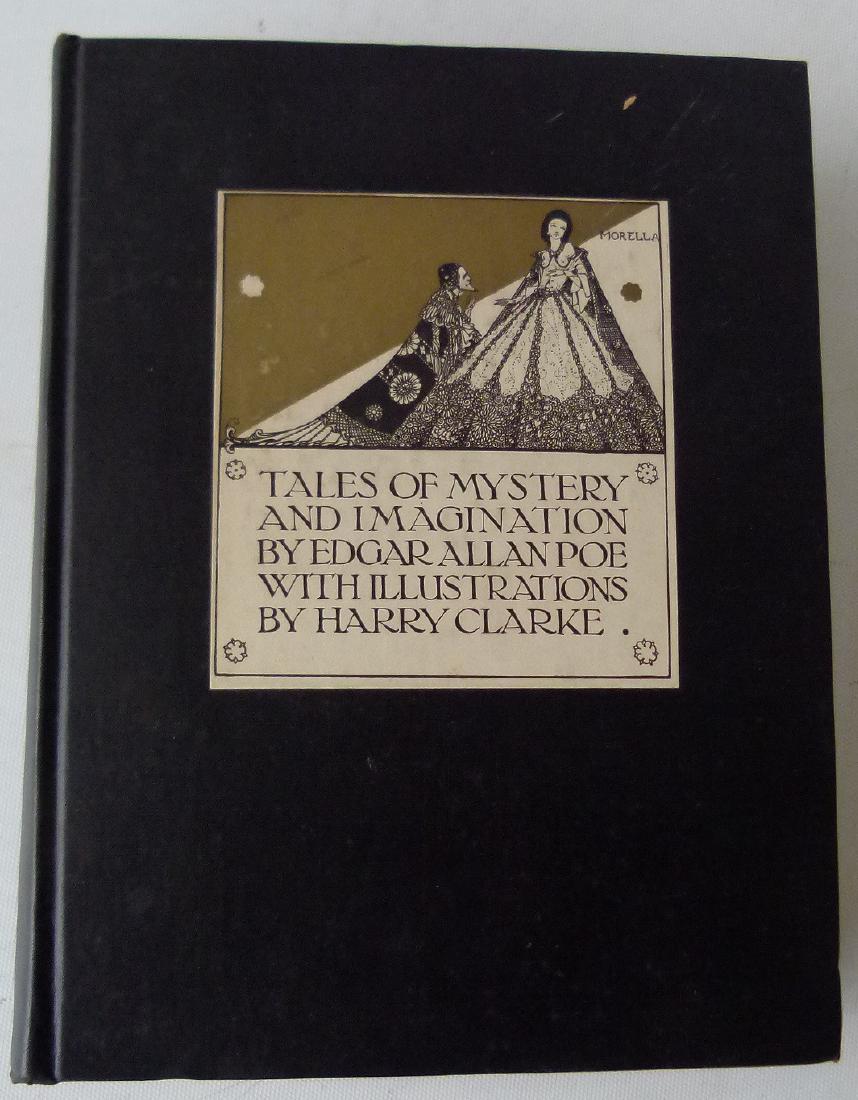 MORELLA
TALES OF MYSTERY
AND IMAGINATION
BY EDGAR ALLAN POE
WITH ILLUSTRATIONS
BY HARRY CLARKE .